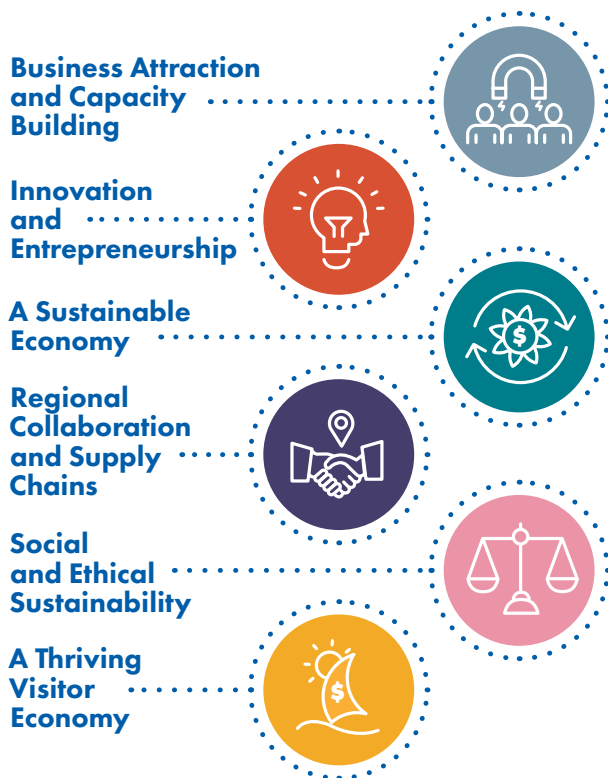 Business Attraction
and Capacity
Building
Innovation
and
Entrepreneurship
A Sustainable
Economy
$
Regional
Collaboration
and Supply
Chains
Social
and Ethical
Sustainability
A Thriving
Visitor
Economy
$